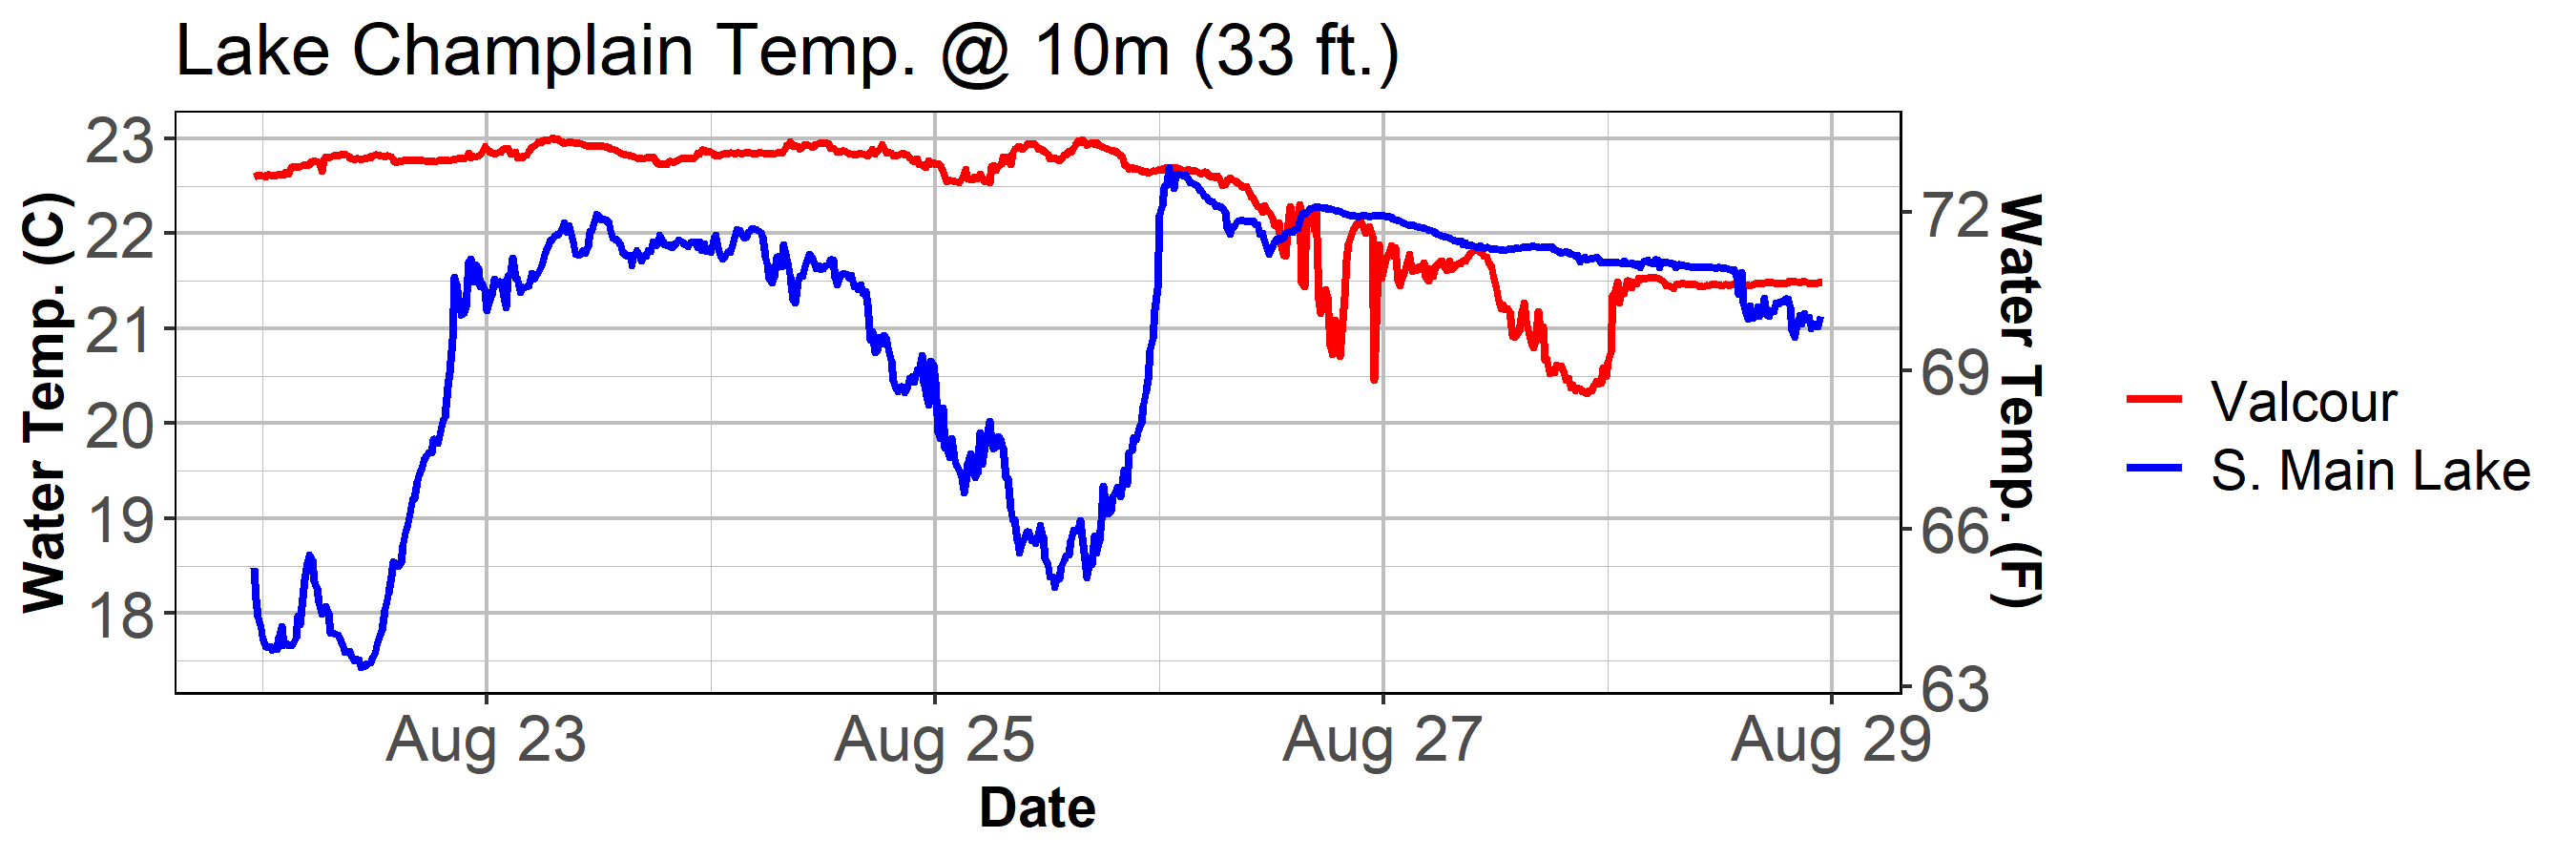 Lake Champlain Temp. @ 10m (33 ft.)
Water Temp. (C)
23
22
21
20
19
18
72
69
66
63
Water Temp. (F)
Aug 23
Aug 25
Aug 27
Aug 29
Date
Valcour
S. Main Lake